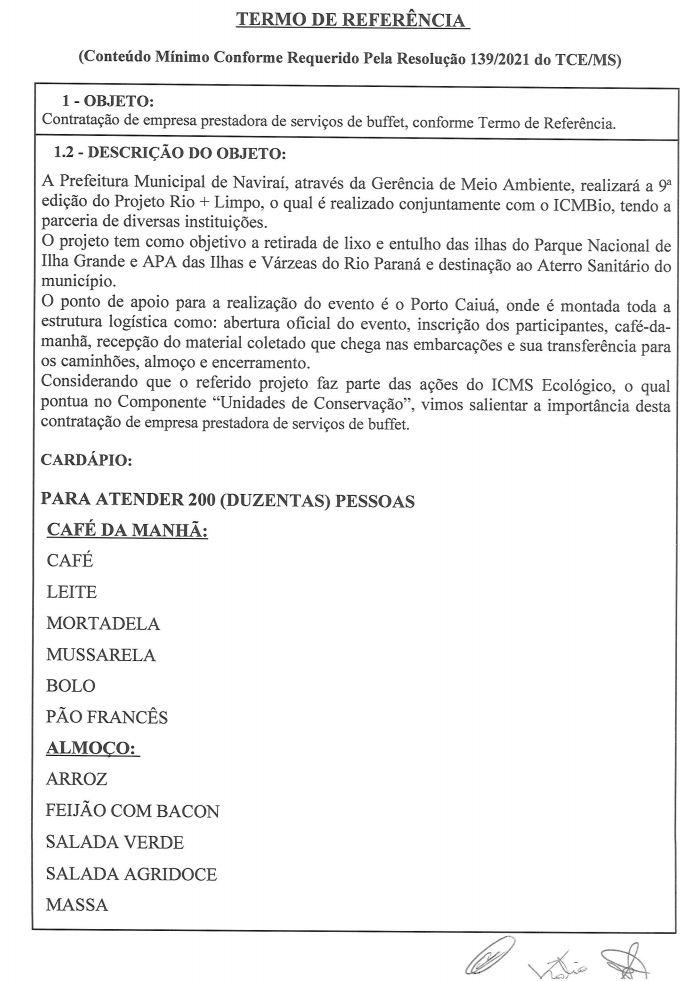 TERMO DE REFERÊNCIA
(Conteúdo Mínimo Conforme Requerido Pela Resolução 139/2021 do TCE/MS)
1 - OBJETO:
Contratação de empresa prestadora de serviços de buffet, conforme Termo de Referência.
1.2 - DESCRIÇÃO DO OBJETO:
A Prefeitura Municipal de Naviraí, através da Gerência de Meio Ambiente, realizará a 9ª
edição do Projeto Rio + Limpo, o qual é realizado conjuntamente com o ICMBio, tendo a
parceria de diversas instituições.
O projeto tem como objetivo a retirada de lixo e entulho das ilhas do Parque Nacional de
Ilha Grande e APA das Ilhas e Várzeas do Rio Paraná e destinação ao Aterro Sanitário do
município.
O ponto de apoio para a realização do evento é o Porto Caiuá, onde é montada toda a
estrutura logística como: abertura oficial do evento, inscrição dos participantes, café-da-
manhã, recepção do material coletado que chega nas embarcações e sua transferência para
os caminhões, almoço e encerramento.
Considerando que o referido projeto faz parte das ações do ICMS Ecológico, o qual
pontua no Componente “Unidades de Conservação”, vimos salientar a importância desta
contratação de empresa prestadora de serviços de buffet.
CARDÁPIO:
PARA ATENDER 200 (DUZENTAS) PESSOAS
CAFÉ DA MANHÃ:
CAFÉ
LEITE
MORTADELA
MUSSARELA
BOLO
PÃO FRANCÊS
ALMOÇO:
ARROZ
FEIJÃO COM BACON
SALADA VERDE
SALADA AGRIDOCE
MASSA